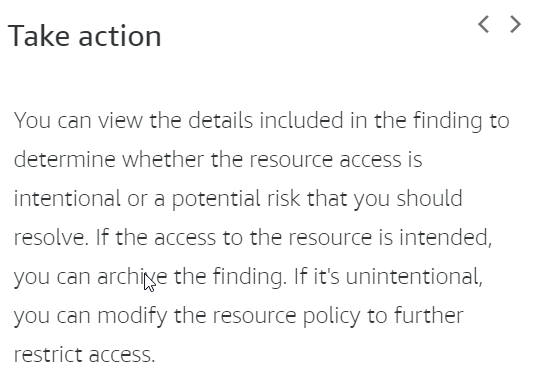 Take action
You can view the details included in the finding to
determine whether the resource access is
intentional or a potential risk that you should
resolve. If the access to the resource is intended,
you can archive the finding. If it's unintentional,
you can modify the resource policy to further
restrict access.